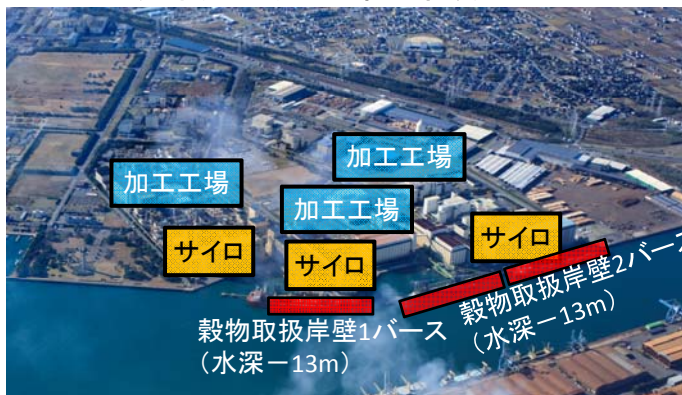 加工工場
加工工場
加工工場
サイロ
サイロ
サイロ
穀物取扱岸壁1バース
（水深－13m）
穀物取扱岸壁2バース
（水深－13m）